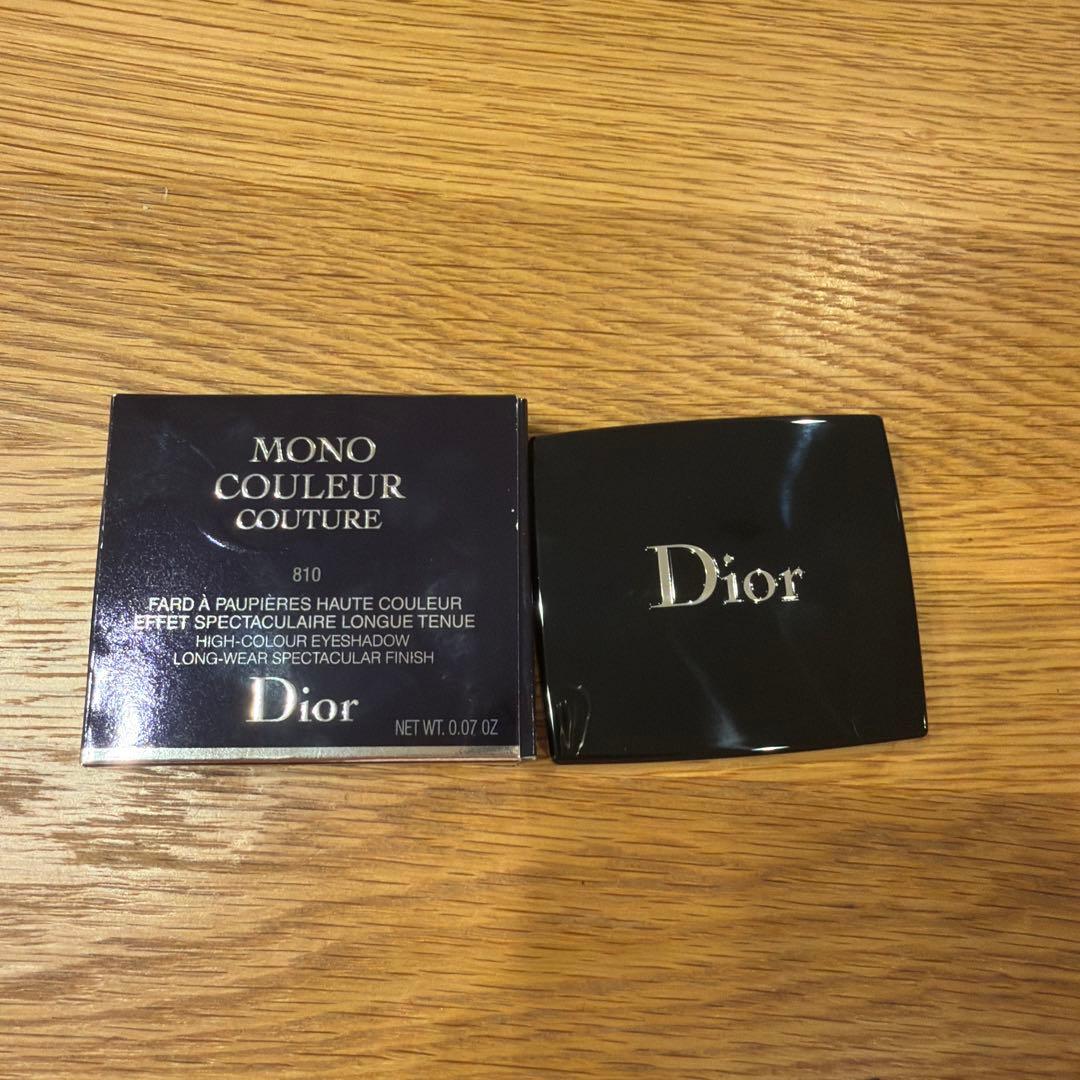 MONO
COULEUR
COUTURE
810
FARD À PAUPIÈRES HAUTE COULEUR
EFFET SPECTACULAIRE LONGUE TENUE
HIGH-COLOUR EYESHADOW
LONG-WEAR SPECTACULAR FINISH
Dior
NET WT. 0.07 OZ
Dior